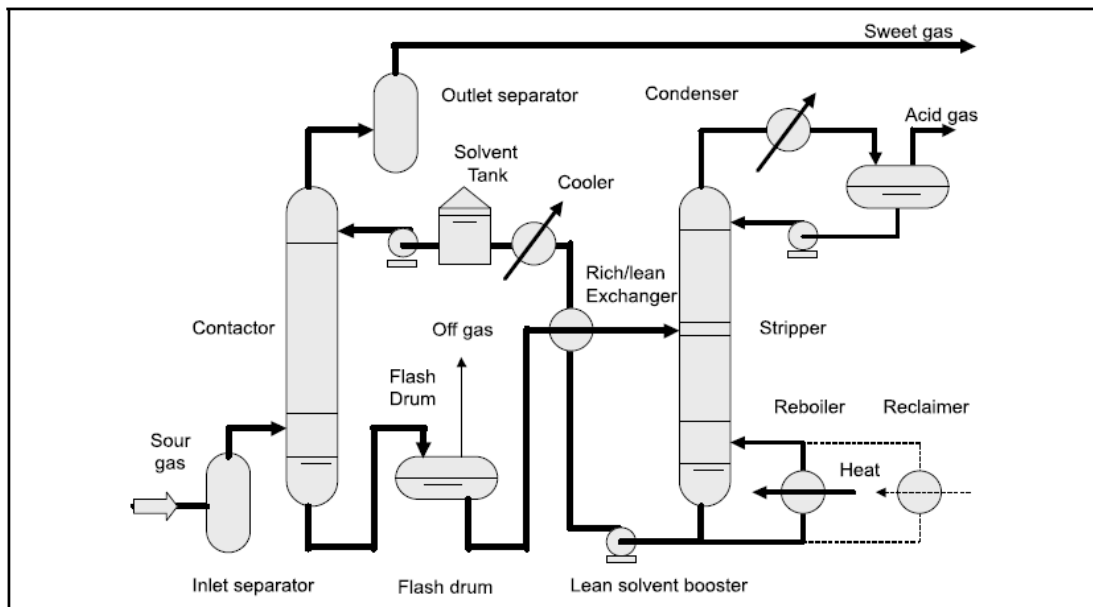 Sweet gas
Outlet separator
Condenser
Acid gas
Solvent
Tank
Cooler
Rich/lean
Exchanger
Contactor
Off gas
Stripper
Flash
Drum
Reboiler
Reclaimer
Sour
gas
Heat
Inlet separator
Flash drum
Lean solvent booster